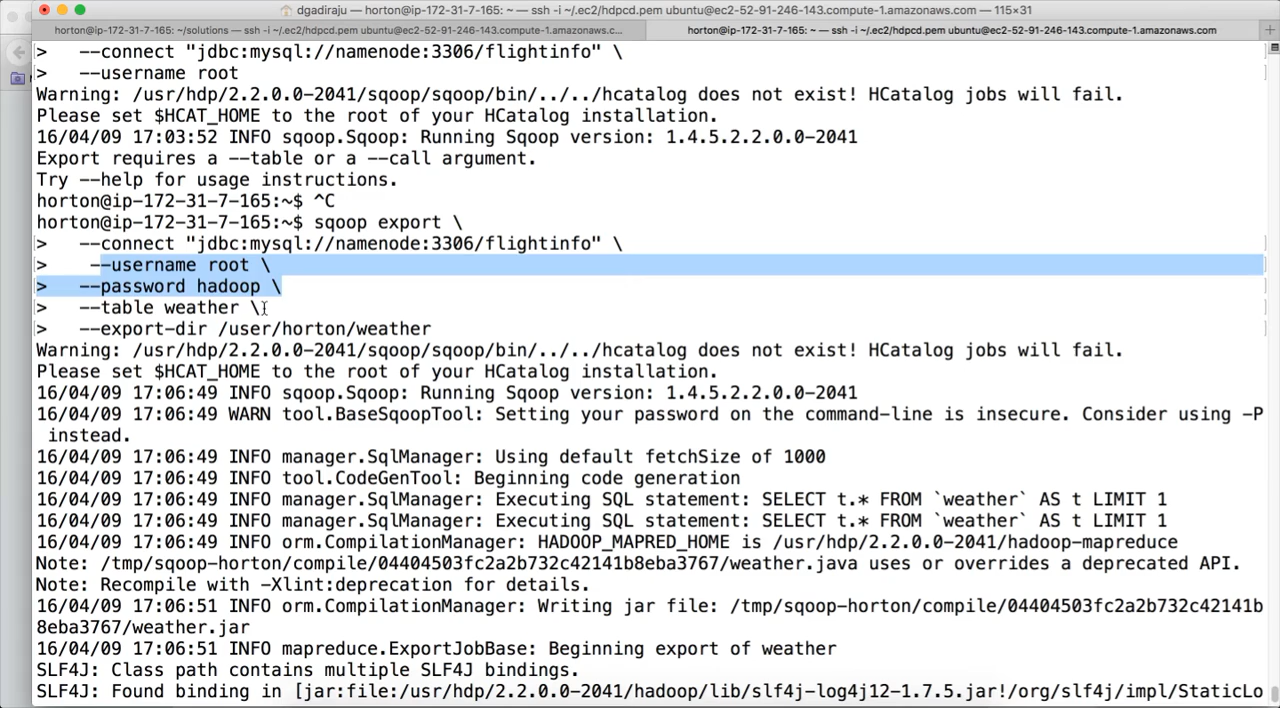 dgadiraju — horton@ip-172-31-7-165: ~ — ssh -i ~/.ec2/hdpcd.pem ubuntu@ec2-52-91-246-143.compute-1.amazonaws.com — 115×31
horton@ip-172-31-7-165: ~/solutions — ssh -i ~/.ec2/hdpcd.pem ubuntu@ec2-52-91-246-143.compute-1.amazonaws.c...
horton@ip-172-31-7-165: ~ — ssh -i ~/.ec2/hdpcd.pem ubuntu@ec2-52-91-246-143.compute-1.amazonaws.com
>   --connect "jdbc:mysql://namenode:3306/flightinfo" \
>   --username root
Warning: /usr/hdp/2.2.0.0-2041/sqoop/sqoop/bin/../../hcatalog does not exist! HCatalog jobs will fail.
Please set $HCAT_HOME to the root of your HCatalog installation.
16/04/09 17:03:52 INFO sqoop.Sqoop: Running Sqoop version: 1.4.5.2.2.0.0-2041
Export requires a --table or a --call argument.
Try --help for usage instructions.
horton@ip-172-31-7-165:~$ ^C
horton@ip-172-31-7-165:~$ sqoop export \
>   --connect "jdbc:mysql://namenode:3306/flightinfo" \
>    --username root \
>   --password hadoop \
>   --table weather \
>   --export-dir /user/horton/weather
Warning: /usr/hdp/2.2.0.0-2041/sqoop/sqoop/bin/../../hcatalog does not exist! HCatalog jobs will fail.
Please set $HCAT_HOME to the root of your HCatalog installation.
16/04/09 17:06:49 INFO sqoop.Sqoop: Running Sqoop version: 1.4.5.2.2.0.0-2041
16/04/09 17:06:49 WARN tool.BaseSqoopTool: Setting your password on the command-line is insecure. Consider using -P
instead.
16/04/09 17:06:49 INFO manager.SqlManager: Using default fetchSize of 1000
16/04/09 17:06:49 INFO tool.CodeGenTool: Beginning code generation
16/04/09 17:06:49 INFO manager.SqlManager: Executing SQL statement: SELECT t.* FROM `weather` AS t LIMIT 1
16/04/09 17:06:49 INFO manager.SqlManager: Executing SQL statement: SELECT t.* FROM `weather` AS t LIMIT 1
16/04/09 17:06:49 INFO orm.CompilationManager: HADOOP_MAPRED_HOME is /usr/hdp/2.2.0.0-2041/hadoop-mapreduce
Note: /tmp/sqoop-horton/compile/04404503fc2a2b732c42141b8eba3767/weather.java uses or overrides a deprecated API.
Note: Recompile with -Xlint:deprecation for details.
16/04/09 17:06:51 INFO orm.CompilationManager: Writing jar file: /tmp/sqoop-horton/compile/04404503fc2a2b732c42141b
8eba3767/weather.jar
16/04/09 17:06:51 INFO mapreduce.ExportJobBase: Beginning export of weather
SLF4J: Class path contains multiple SLF4J bindings.
SLF4J: Found binding in [jar:file:/usr/hdp/2.2.0.0-2041/hadoop/lib/slf4j-log4j12-1.7.5.jar!/org/slf4j/impl/StaticLo